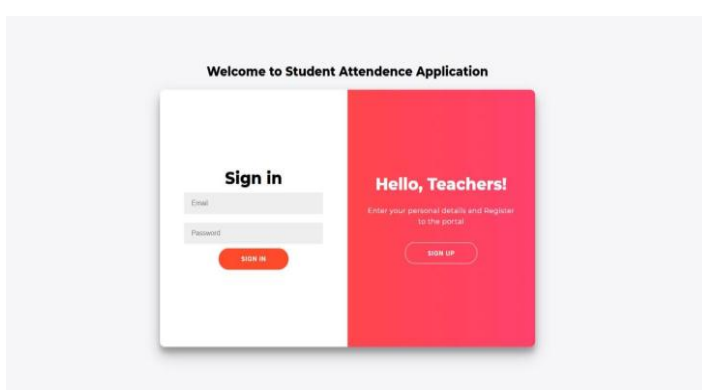 Welcome to Student Attendence Application
Sign in
Email
Password
SIGN IN
Hello, Teachers!
Enter your personal details and Register
to the portal
SIGN UP